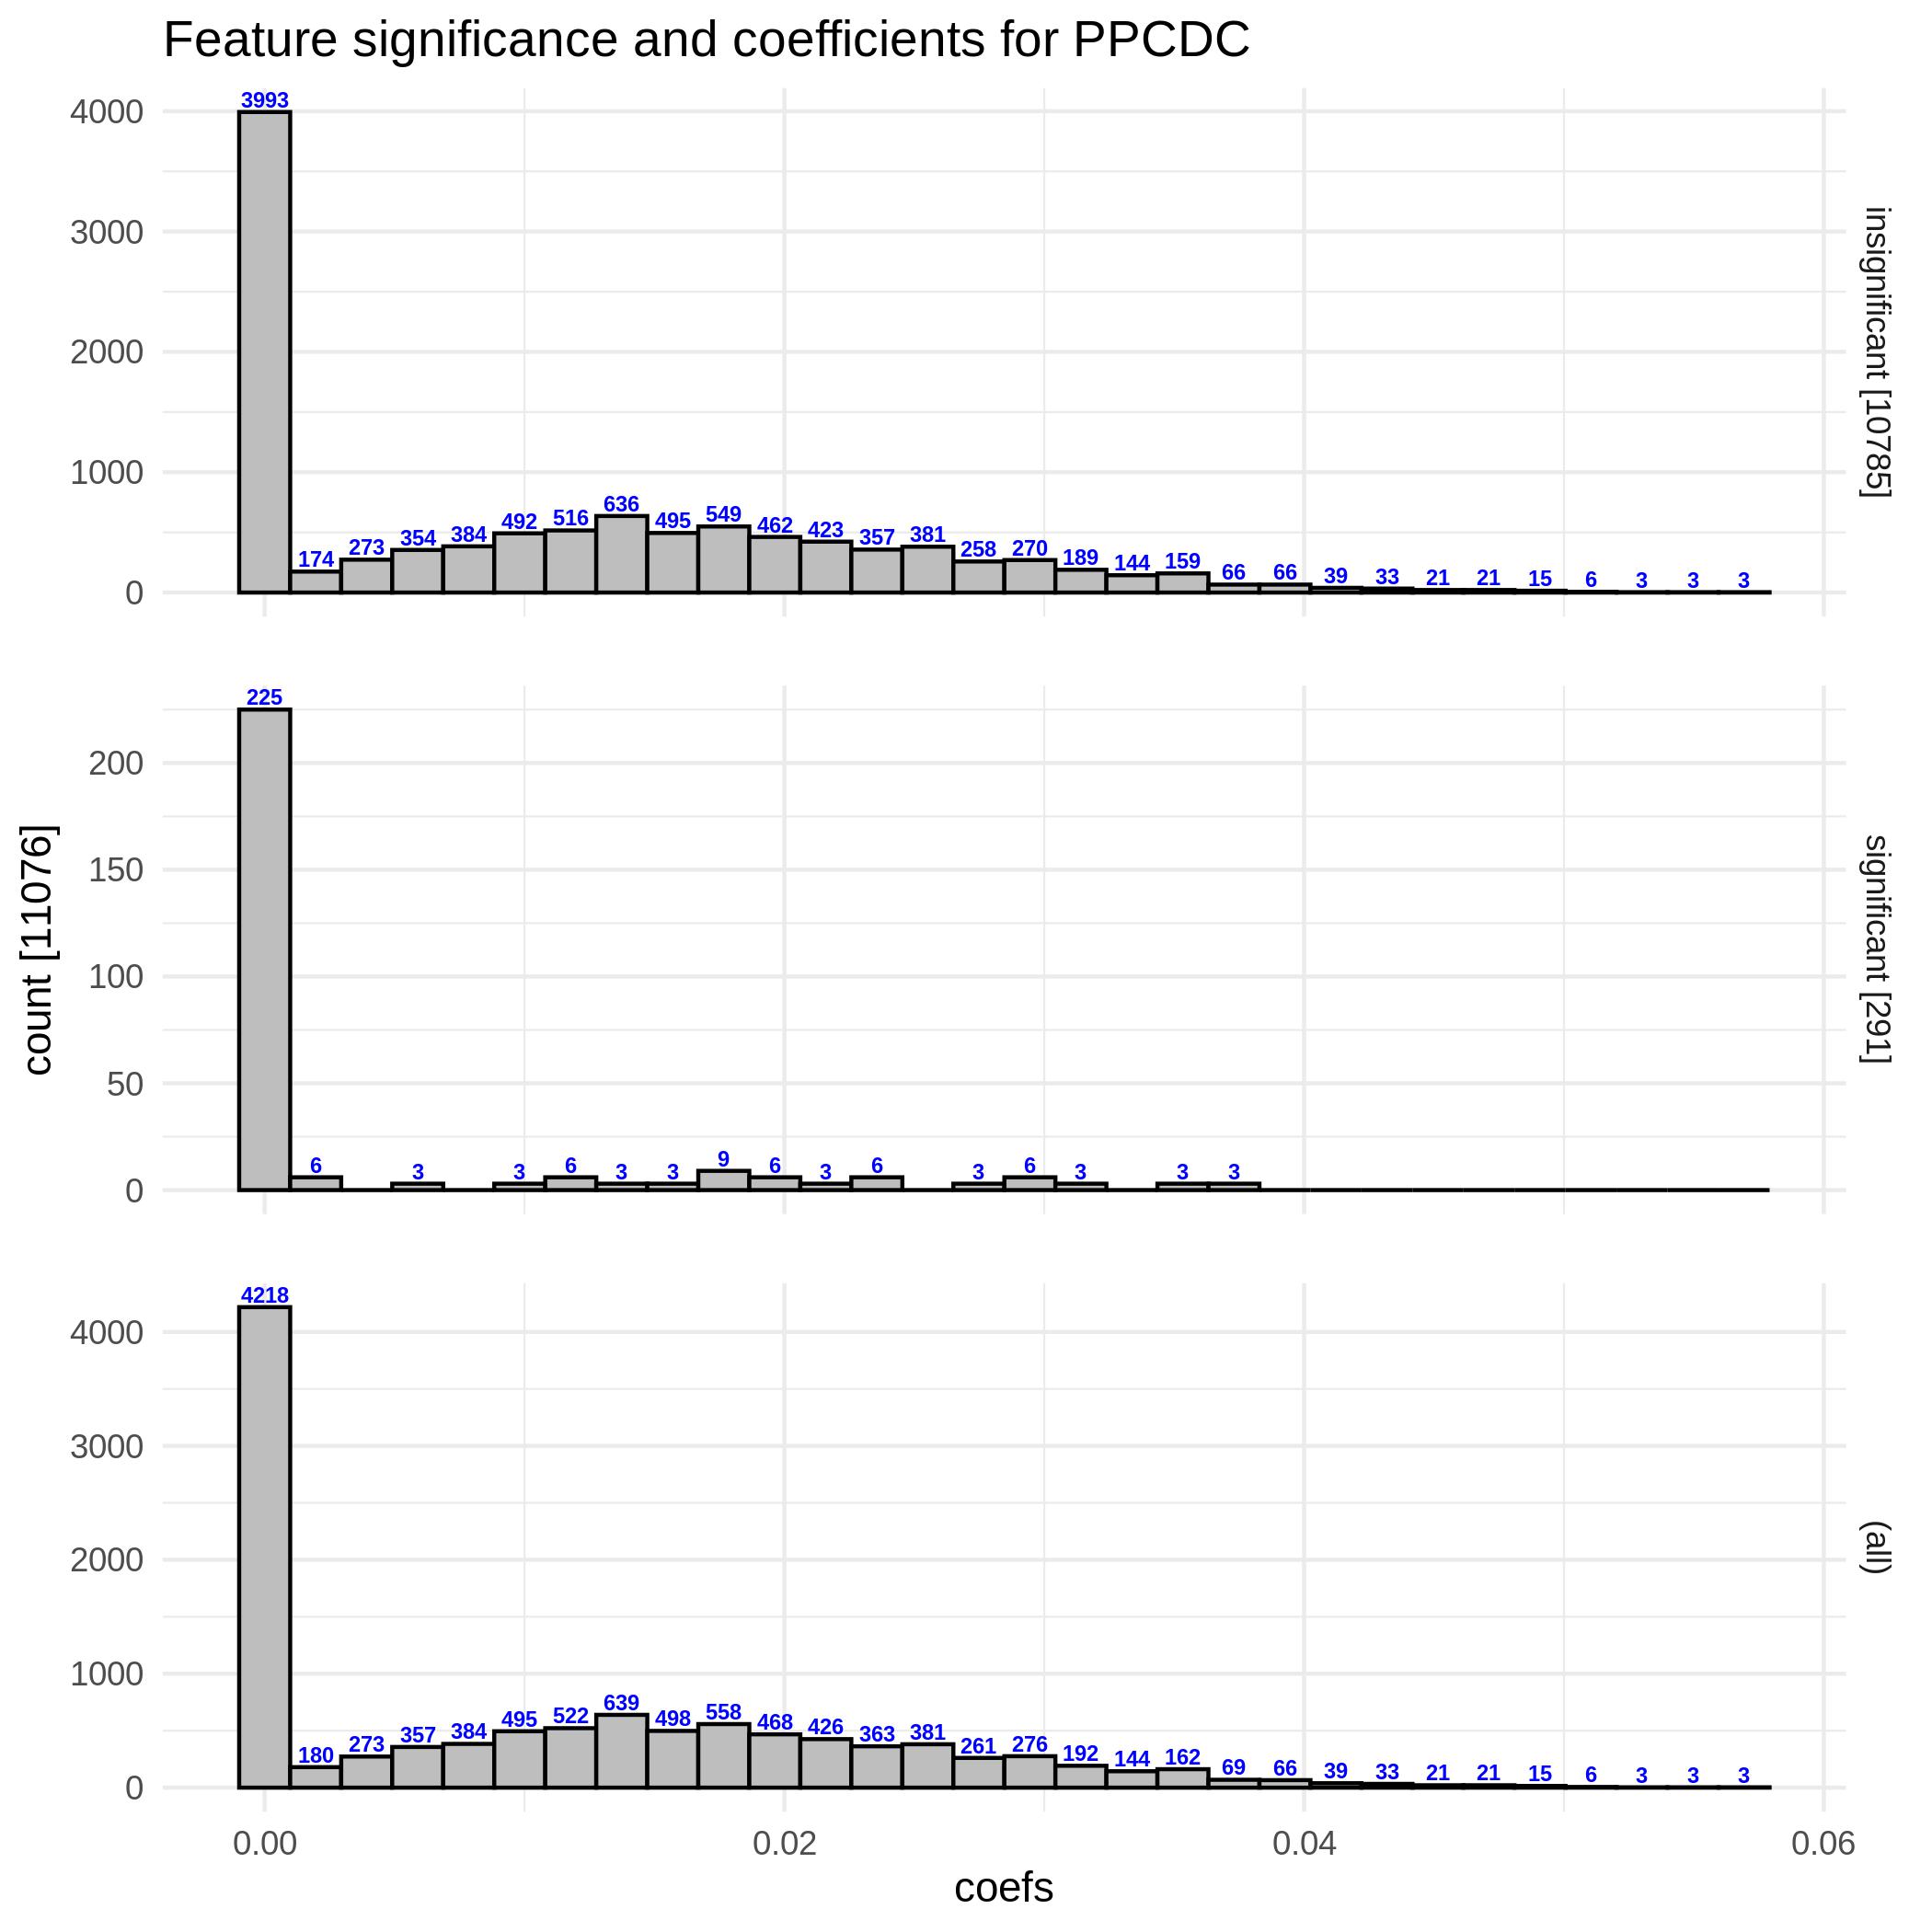 Feature significance and coefficients for PPCDC
3993
4000
3000
2000
1000
0
174 273 354 384 492 516 636 495 549 462 423 357 381 258 270 189 144 159 66 66 39 33 21 21 15 6 3 3 3
insignificant [10785]
225
200
150
100
50
0
6 3 3 6 3 3 9 6 3 6 3 6 3 3 3
significant [291]
count [11076]
4218
4000
3000
2000
1000
0
180 273 357 384 495 522 639 498 558 468 426 363 381 261 276 192 144 162 69 66 39 33 21 21 15 6 3 3 3
(all)
0.00 0.02 0.04 0.06
coefs